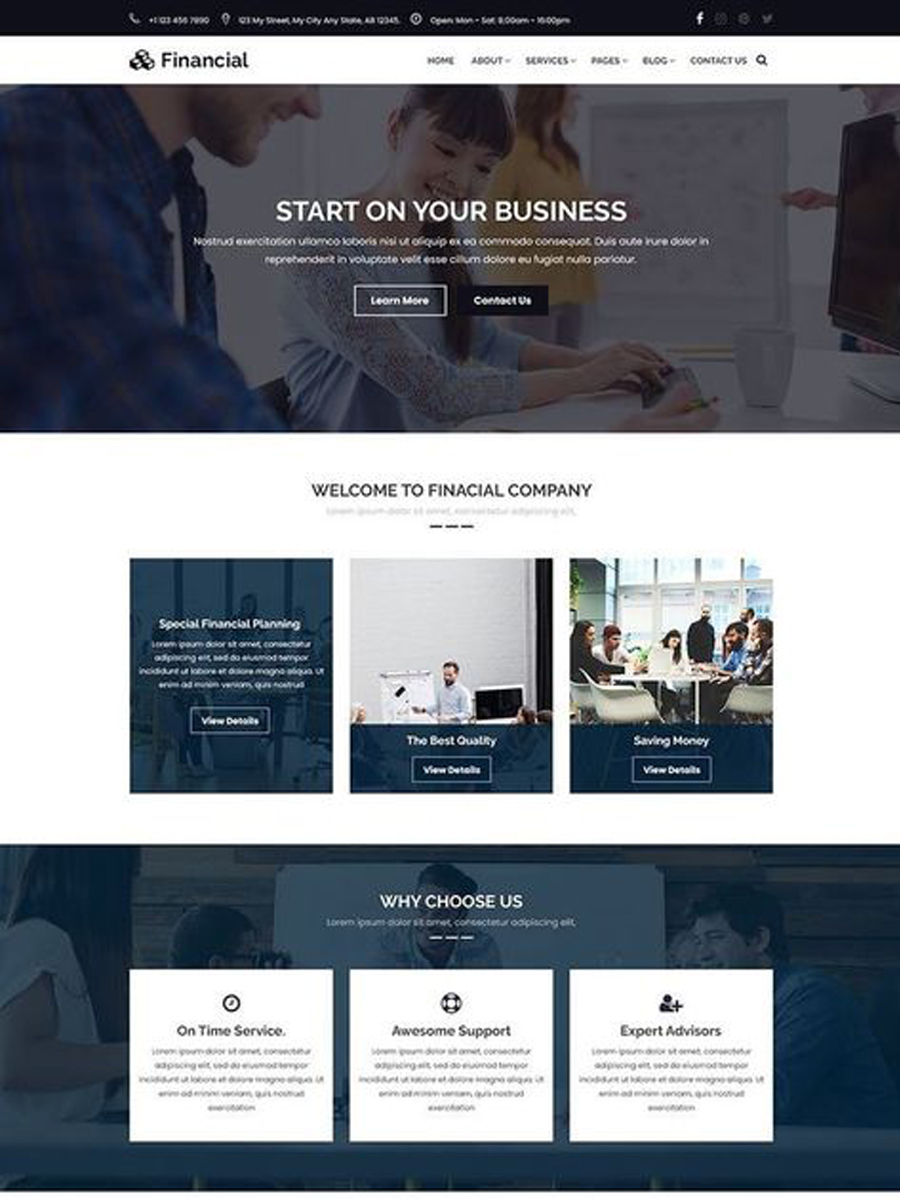 +1 123 456 7890 123 My Street, My City Any State, AB 12345. Open: Mon - Sat: 8:00am - 16:00pm
Financial
HOME ABOUT SERVICES PAGES BLOG CONTACT US
START ON YOUR BUSINESS
Nostrud exercitation ullamco laboris nisi ut aliquip ex ea commodo consequat. Duis aute irure dolor in
reprehenderit in voluptate velit esse cillum dolore eu fugiat nulla pariatur.
Learn More Contact Us
WELCOME TO FINACIAL COMPANY
Lorem ipsum dolor sit amet, consectetur adipiscing elit,
Special Financial Planning
Lorem ipsum dolor sit amet, consectetur
adipiscing elit, sed do eiusmod tempor
incididunt ut labore et dolore magna aliqua. Ut
enim ad minim veniam, quis nostrud
View Details
The Best Quality
View Details
Saving Money
View Details
WHY CHOOSE US
Lorem ipsum dolor sit amet, consectetur adipiscing elit,
On Time Service.
Lorem ipsum dolor sit amet, consectetur
adipiscing elit, sed do eiusmod tempor
incididunt ut labore et dolore magna aliqua. Ut
enim ad minim veniam, quis nostrud
exercitation
Awesome Support
Lorem ipsum dolor sit amet, consectetur
adipiscing elit, sed do eiusmod tempor
incididunt ut labore et dolore magna aliqua. Ut
enim ad minim veniam, quis nostrud
exercitation
Expert Advisors
Lorem ipsum dolor sit amet, consectetur
adipiscing elit, sed do eiusmod tempor
incididunt ut labore et dolore magna aliqua. Ut
enim ad minim veniam, quis nostrud
exercitation